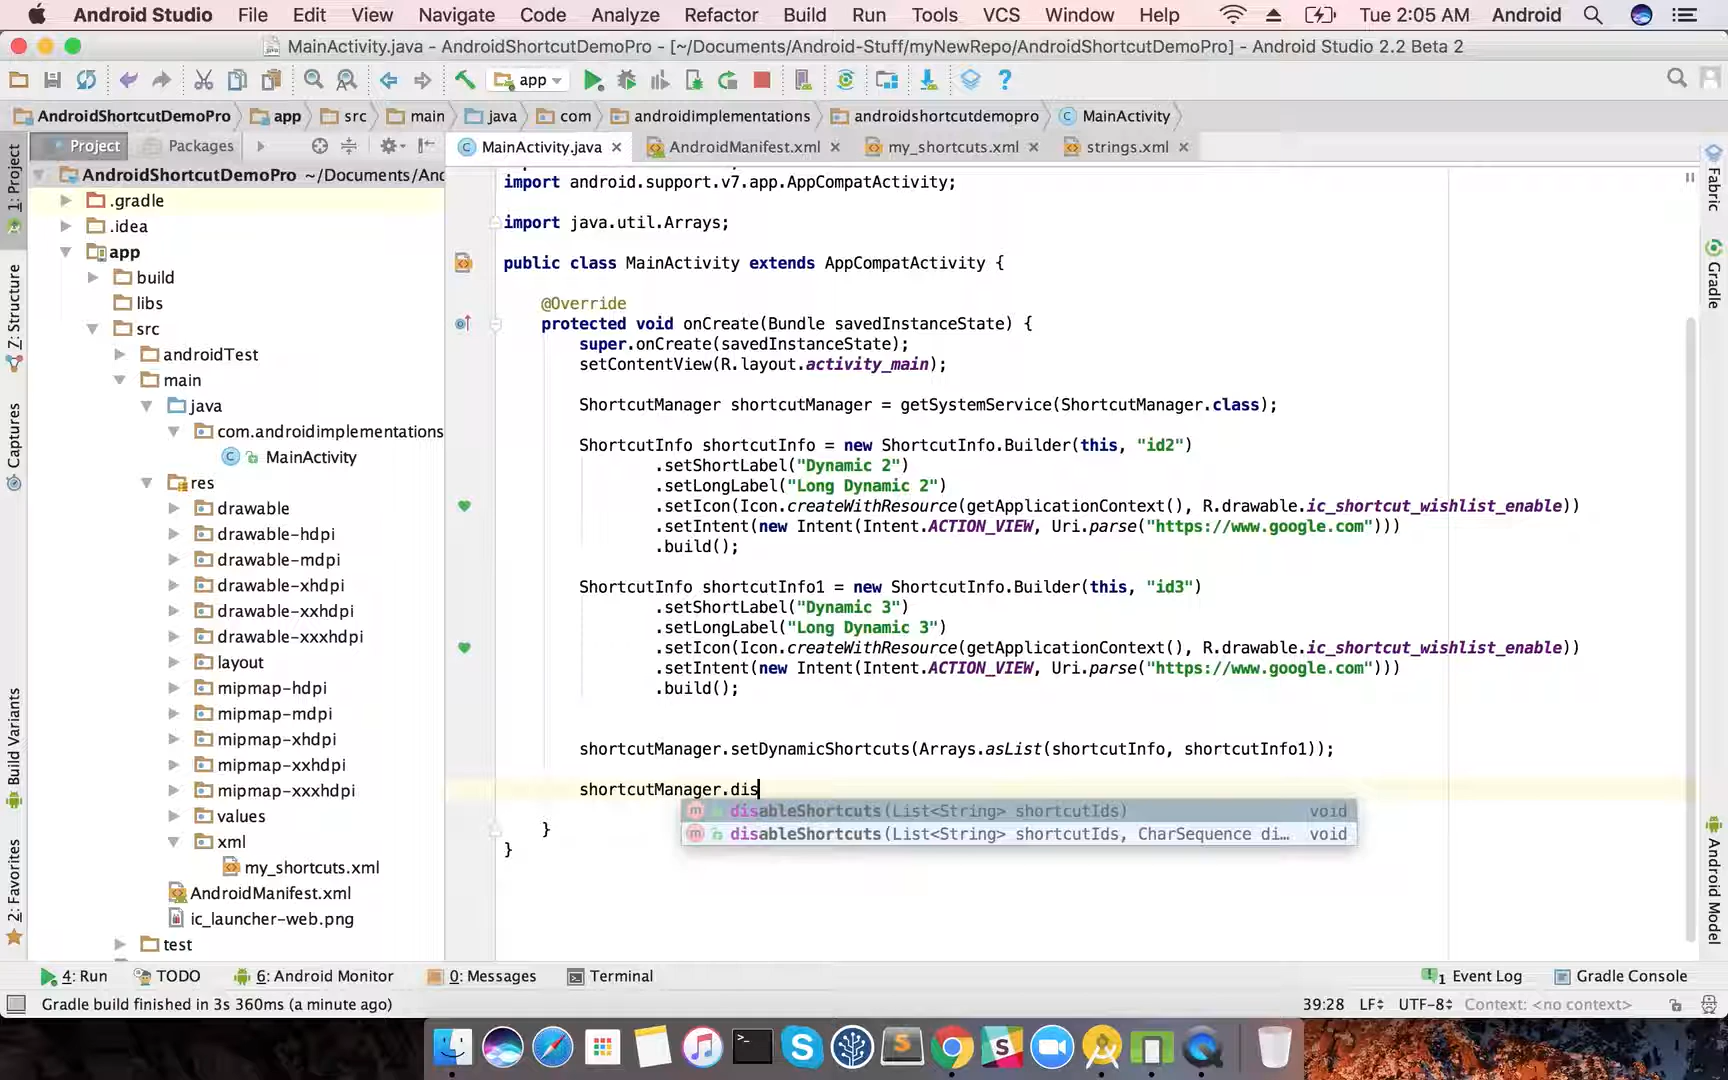 Android Studio File Edit View Navigate Code Analyze Refactor Build Run Tools VCS Window Help Tue 2:05 AM Android
MainActivity.java - AndroidShortcutDemoPro - [~/Documents/Android-Stuff/myNewRepo/AndroidShortcutDemoPro] - Android Studio 2.2 Beta 2
app
AndroidShortcutDemoPro app src main java com androidimplementations androidshortcutdemopro MainActivity
Project Packages
MainActivity.java AndroidManifest.xml my_shortcuts.xml strings.xml
1: Project
Z: Structure
Captures
Build Variants
2: Favorites
AndroidShortcutDemoPro ~/Documents/And
.gradle
.idea
app
build
libs
src
androidTest
main
java
com.androidimplementations
MainActivity
res
drawable
drawable-hdpi
drawable-mdpi
drawable-xhdpi
drawable-xxhdpi
drawable-xxxhdpi
layout
mipmap-hdpi
mipmap-mdpi
mipmap-xhdpi
mipmap-xxhdpi
mipmap-xxxhdpi
values
xml
my_shortcuts.xml
AndroidManifest.xml
ic_launcher-web.png
test
import android.support.v7.app.AppCompatActivity;
import java.util.Arrays;
public class MainActivity extends AppCompatActivity {
@Override
protected void onCreate(Bundle savedInstanceState) {
super.onCreate(savedInstanceState);
setContentView(R.layout.activity_main);
ShortcutManager shortcutManager = getSystemService(ShortcutManager.class);
ShortcutInfo shortcutInfo = new ShortcutInfo.Builder(this, "id2")
.setShortLabel("Dynamic 2")
.setLongLabel("Long Dynamic 2")
.setIcon(Icon.createWithResource(getApplicationContext(), R.drawable.ic_shortcut_wishlist_enable))
.setIntent(new Intent(Intent.ACTION_VIEW, Uri.parse("https://www.google.com")))
.build();
ShortcutInfo shortcutInfo1 = new ShortcutInfo.Builder(this, "id3")
.setShortLabel("Dynamic 3")
.setLongLabel("Long Dynamic 3")
.setIcon(Icon.createWithResource(getApplicationContext(), R.drawable.ic_shortcut_wishlist_enable))
.setIntent(new Intent(Intent.ACTION_VIEW, Uri.parse("https://www.google.com")))
.build();
shortcutManager.setDynamicShortcuts(Arrays.asList(shortcutInfo, shortcutInfo1));
shortcutManager.dis
disableShortcuts(List<String> shortcutIds) void
disableShortcuts(List<String> shortcutIds, CharSequence di… void
}
}
Fabric
Gradle
Android Model
4: Run TODO 6: Android Monitor 0: Messages Terminal 1 Event Log Gradle Console
Gradle build finished in 3s 360ms (a minute ago) 39:28 LF UTF-8 Context: <no context>